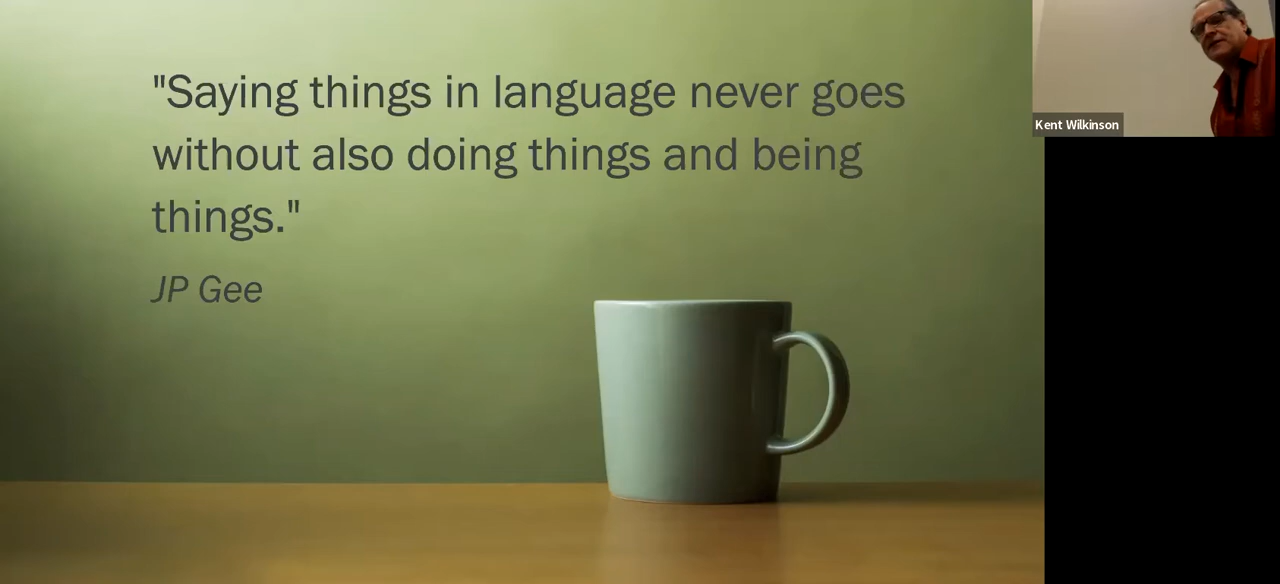 "Saying things in language never goes
without also doing things and being
things."
JP Gee
Kent Wilkinson